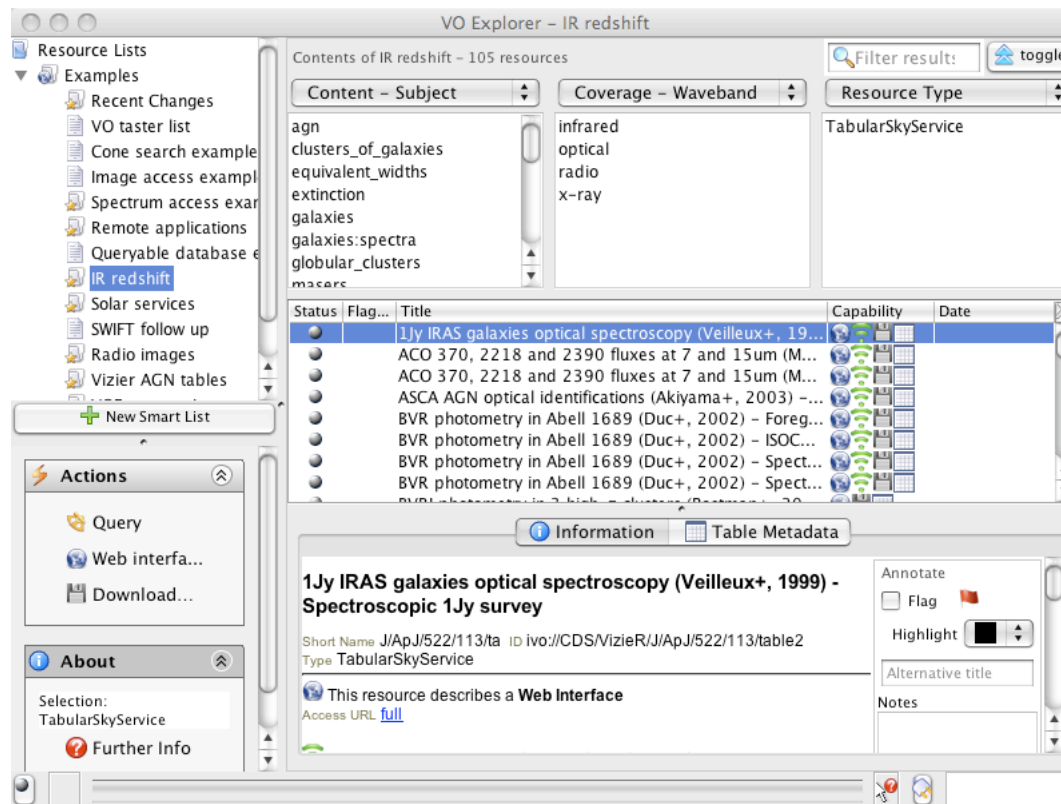 VO Explorer – IR redshift
Resource Lists
Examples
Recent Changes
VO taster list
Cone search example
Image access exampl
Spectrum access exar
Remote applications
Queryable database e
IR redshift
Solar services
SWIFT follow up
Radio images
Vizier AGN tables
New Smart List
Actions
Query
Web interfa...
Download...
About
Selection:
TabularSkyService
Further Info
Contents of IR redshift – 105 resources
Filter results
toggle
Content – Subject
Coverage – Waveband
Resource Type
agn
clusters_of_galaxies
equivalent_widths
extinction
galaxies
galaxies:spectra
globular_clusters
masers
infrared
optical
radio
x-ray
TabularSkyService
Status Flag... Title Capability Date
1Jy IRAS galaxies optical spectroscopy (Veilleux+, 199...
ACO 370, 2218 and 2390 fluxes at 7 and 15um (M...
ACO 370, 2218 and 2390 fluxes at 7 and 15um (M...
ASCA AGN optical identifications (Akiyama+, 2003) –...
BVR photometry in Abell 1689 (Duc+, 2002) – Foreg...
BVR photometry in Abell 1689 (Duc+, 2002) – ISOC...
BVR photometry in Abell 1689 (Duc+, 2002) – Spect...
BVR photometry in Abell 1689 (Duc+, 2002) – Spect...
Information
Table Metadata
1Jy IRAS galaxies optical spectroscopy (Veilleux+, 1999) -
Spectroscopic 1Jy survey
Short Name J/ApJ/522/113/ta ID ivo://CDS/VizieR/J/ApJ/522/113/table2
Type TabularSkyService
This resource describes a Web Interface
Access URL full
Annotate
Flag
Highlight
Alternative title
Notes